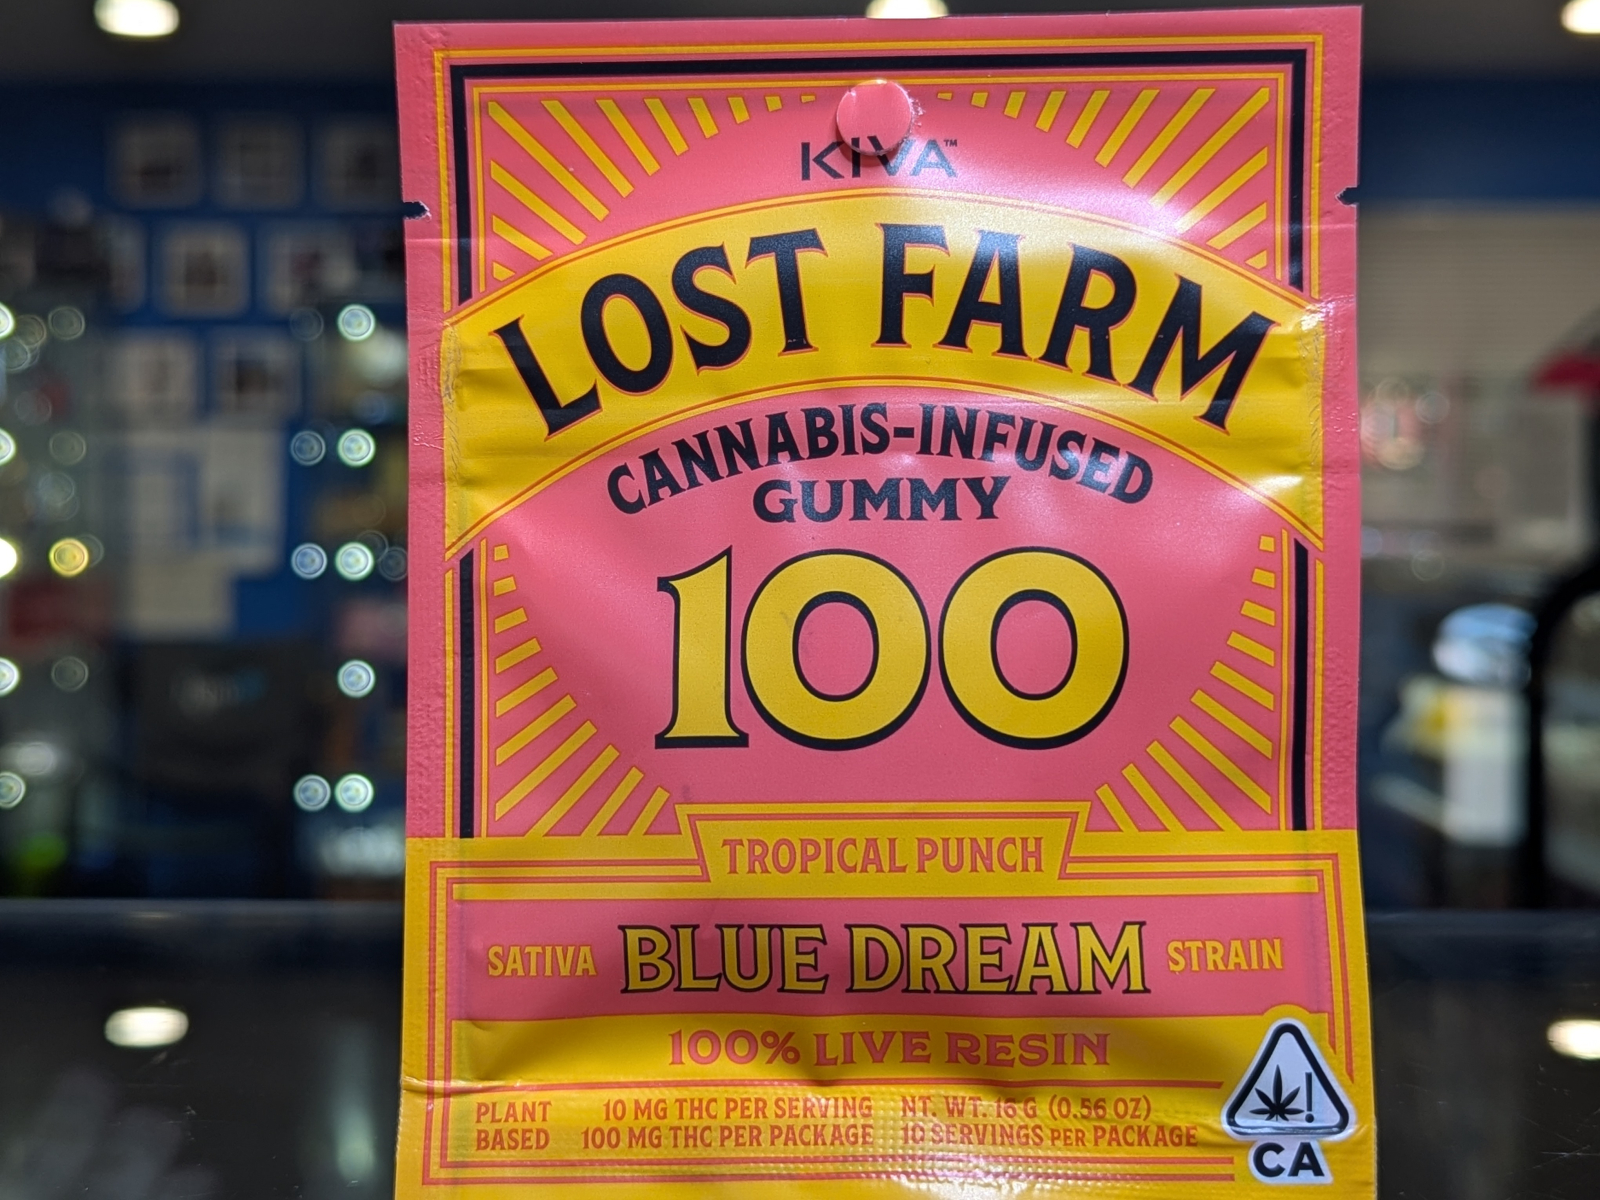 KIVA™
LOST FARM
CANNABIS-INFUSED
GUMMY
100
TROPICAL PUNCH
SATIVA BLUE DREAM STRAIN
100% LIVE RESIN
PLANT BASED
10 MG THC PER SERVING
100 MG THC PER PACKAGE
NT. WT. 16 G (0.56 OZ)
10 SERVINGS PER PACKAGE
!
CA